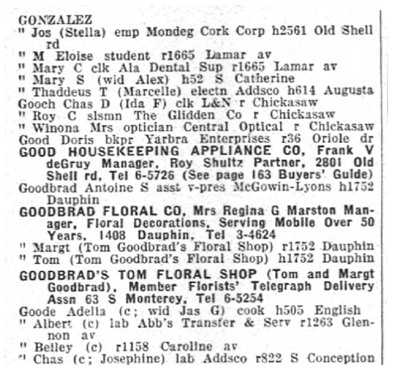 GONZALEZ
" Jos (Stella) emp Mondeg Cork Corp h2561 Old Shell
rd
" M Eloise student r1665 Lamar av
" Mary C clk Ala Dental Sup r1665 Lamar av
" Mary S (wid Alex) h52 S Catherine
" Thaddeus T (Marcelle) electn Addsco h614 Augusta
Gooch Chas D (Ida F) clk L&N r Chickasaw
" Roy C slsmn The Glidden Co r Chickasaw
" Winona Mrs optician Central Optical r Chickasaw
Good Doris bkpr Yarbra Enterprises r36 Oriole dr
GOOD HOUSEKEEPING APPLIANCE CO, Frank V
deGruy Manager, Roy Shultz Partner, 2801 Old
Shell rd, Tel 6-5726 (See page 163 Buyers' Guide)
Goodbrad Antoine S asst v-pres McGowin-Lyons h1752
Dauphin
GOODBRAD FLORAL CO, Mrs Regina G Marston Man-
ager, Floral Decorations, Serving Mobile Over 50
Years, 1408 Dauphin, Tel 3-4624
" Margt (Tom Goodbrad's Floral Shop) r1752 Dauphin
" Tom (Tom Goodbrad's Floral Shop) h1752 Dauphin
GOODBRAD'S TOM FLORAL SHOP (Tom and Margt
Goodbrad), Member Florists' Telegraph Delivery
Assn 63 S Monterey, Tel 6-5254
Goode Adella (c; wid Jas G) cook h505 English
" Albert (c) lab Abb's Transfer & Serv r1263 Glen-
non av
" Bettey (c) r1158 Caroline av
" Chas (c; Josephine) lab Addsco r822 S Conception